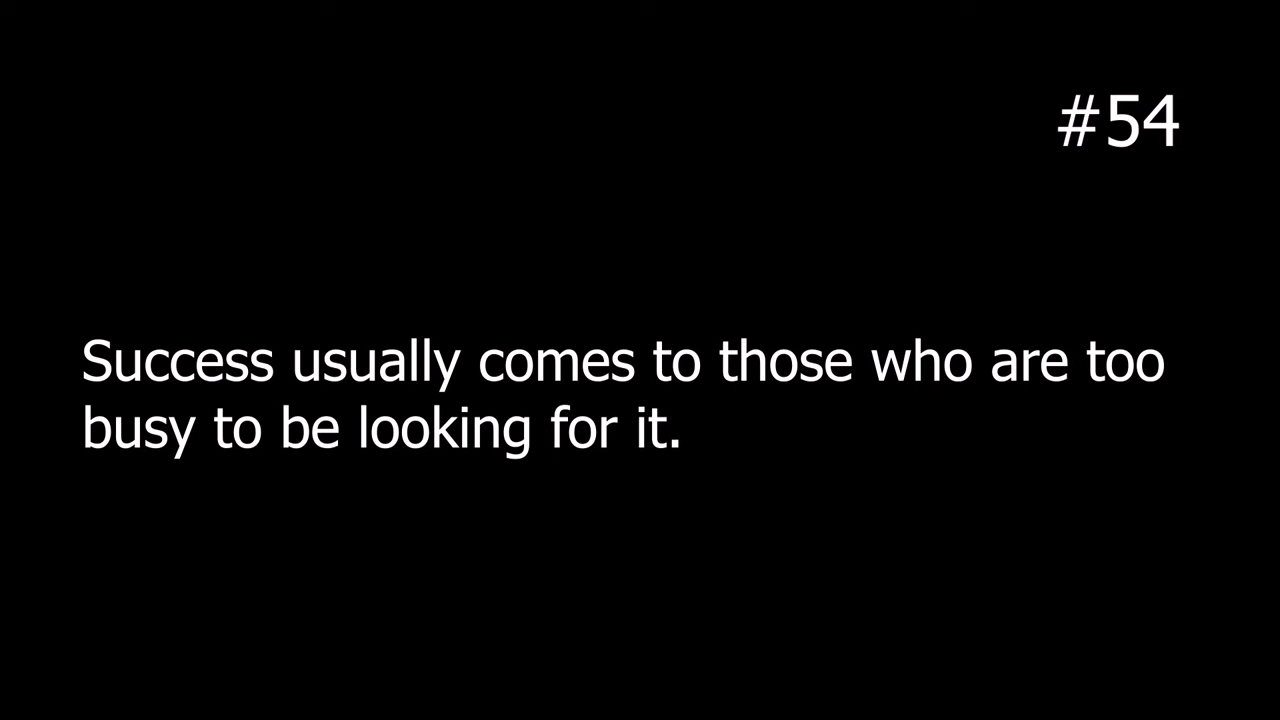 #54
Success usually comes to those who are too
busy to be looking for it.